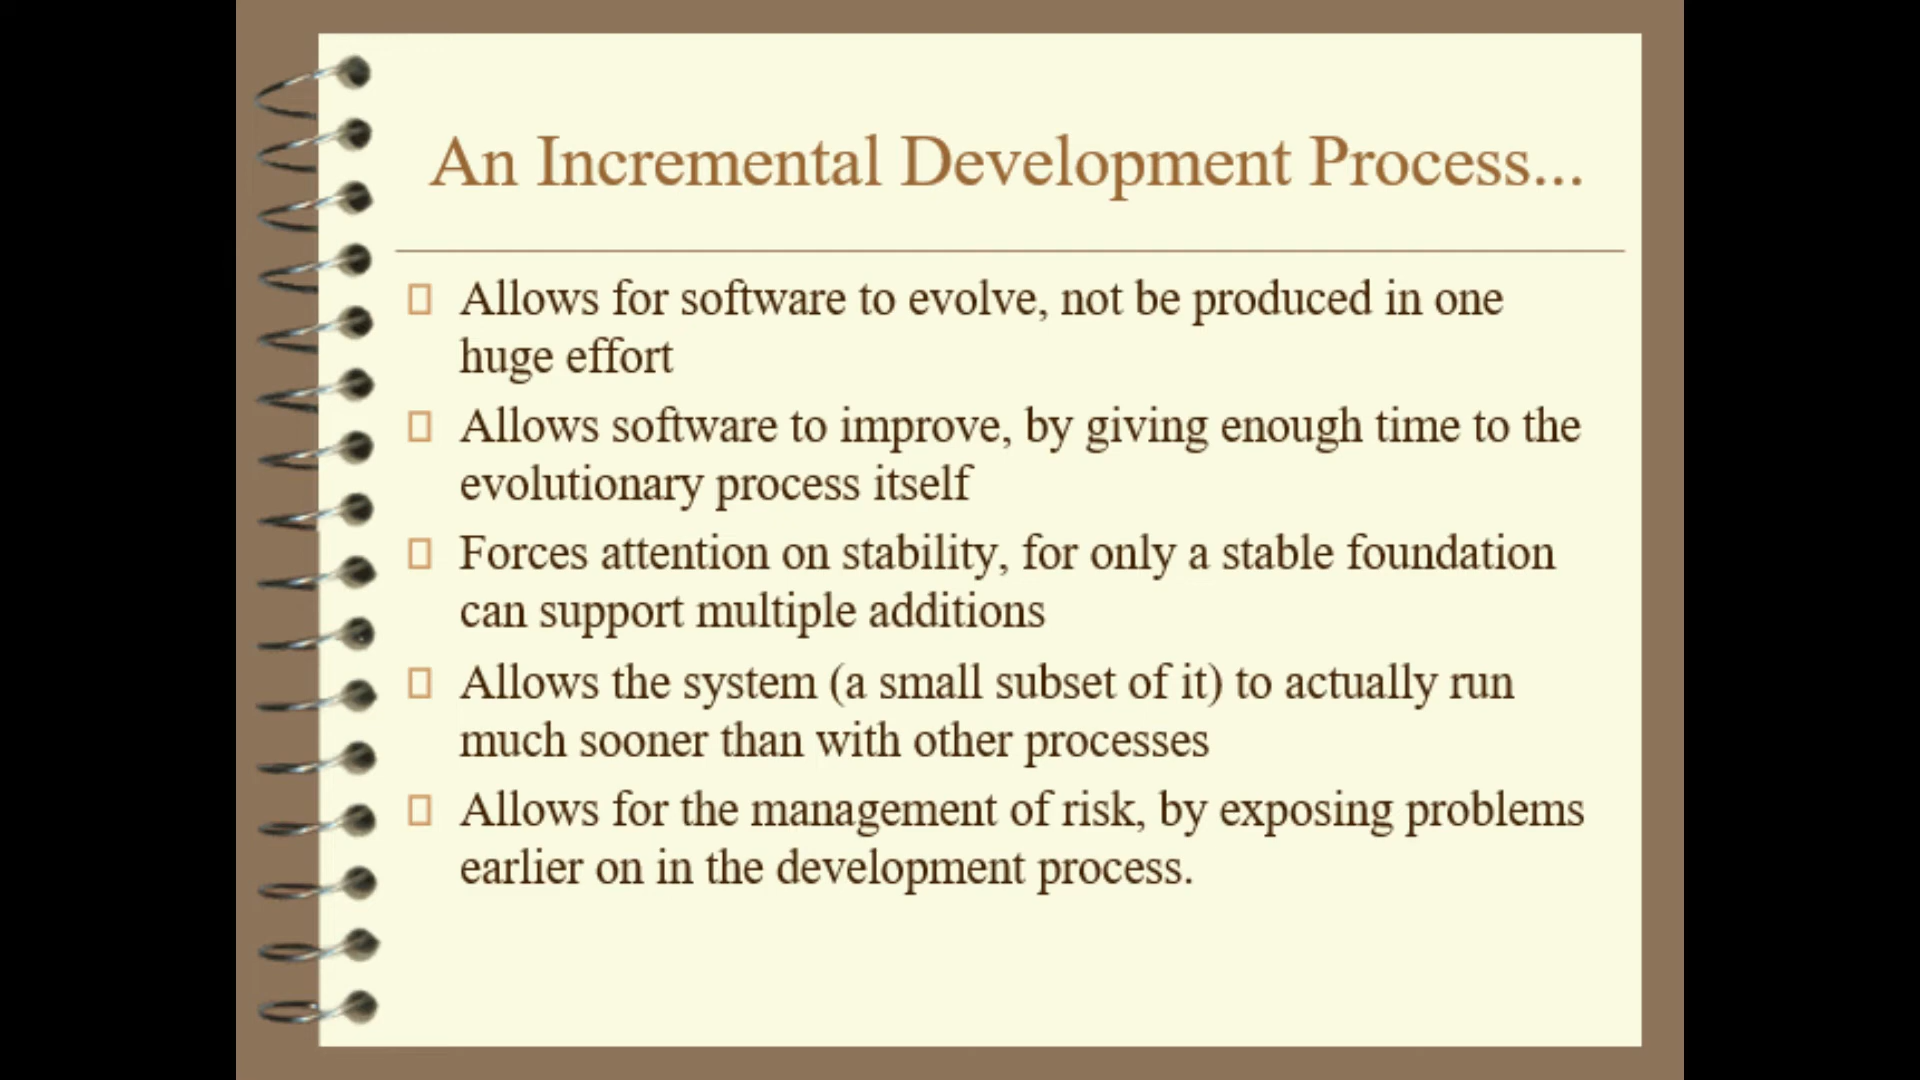 An Incremental Development Process...
Allows for software to evolve, not be produced in one
huge effort
Allows software to improve, by giving enough time to the
evolutionary process itself
Forces attention on stability, for only a stable foundation
can support multiple additions
Allows the system (a small subset of it) to actually run
much sooner than with other processes
Allows for the management of risk, by exposing problems
earlier on in the development process.